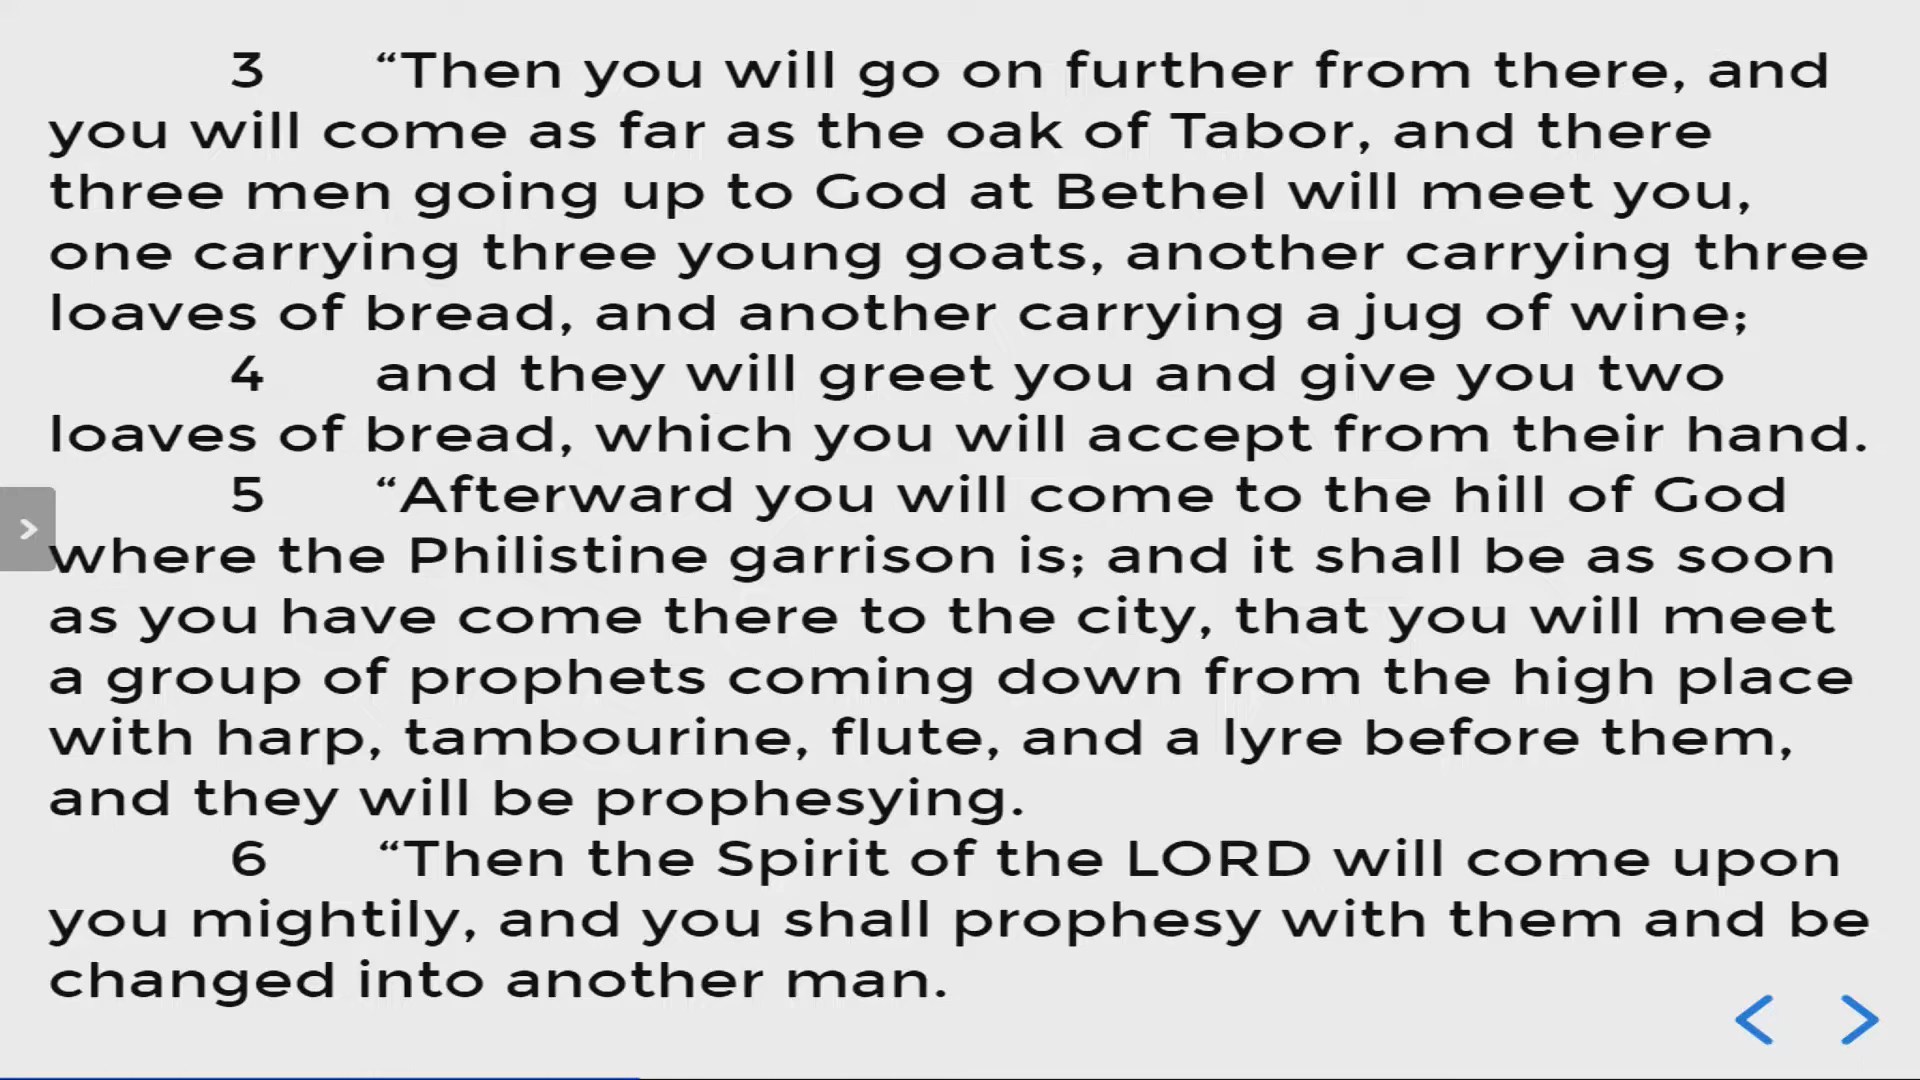 3 “Then you will go on further from there, and
you will come as far as the oak of Tabor, and there
three men going up to God at Bethel will meet you,
one carrying three young goats, another carrying three
loaves of bread, and another carrying a jug of wine;
4 and they will greet you and give you two
loaves of bread, which you will accept from their hand.
5 “Afterward you will come to the hill of God
where the Philistine garrison is; and it shall be as soon
as you have come there to the city, that you will meet
a group of prophets coming down from the high place
with harp, tambourine, flute, and a lyre before them,
and they will be prophesying.
6 “Then the Spirit of the LORD will come upon
you mightily, and you shall prophesy with them and be
changed into another man.